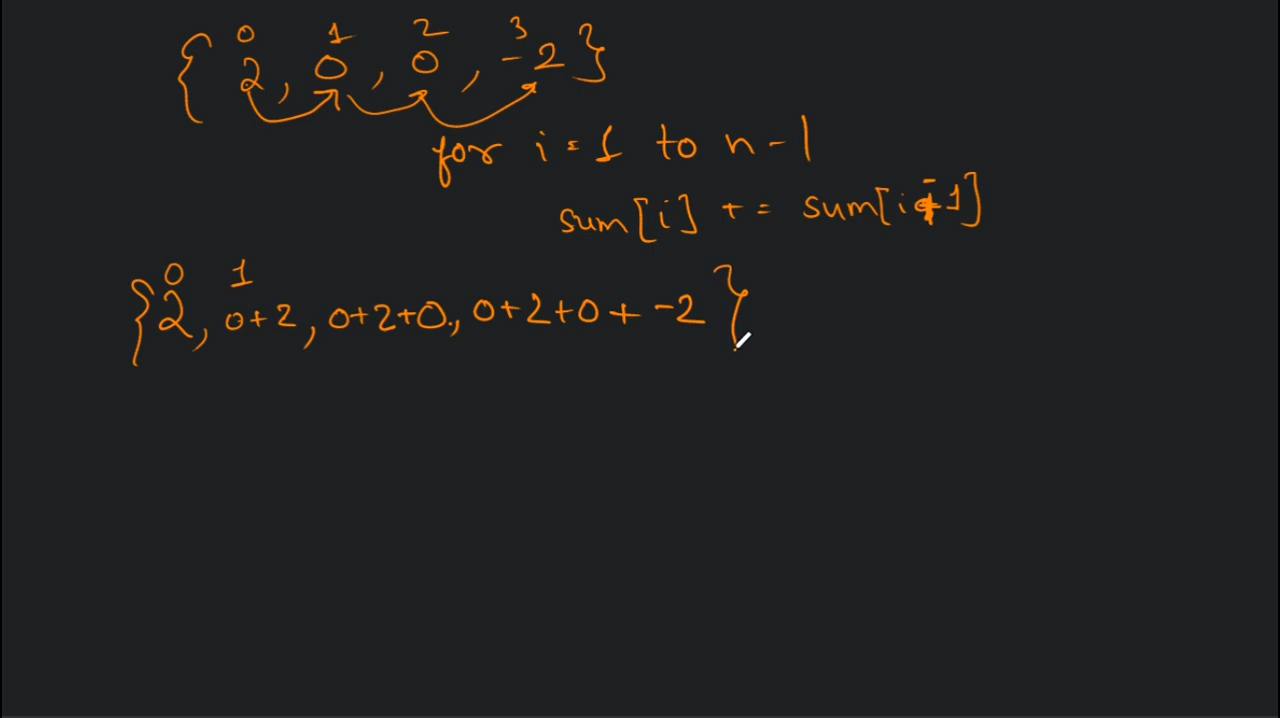 0 1 2 3
{ 2, 0, 0, -2 }
for i = 1 to n - 1
sum[i] += sum[i-1]
0 1
{2, 0+2, 0+2+0, 0+2+0+ -2 }